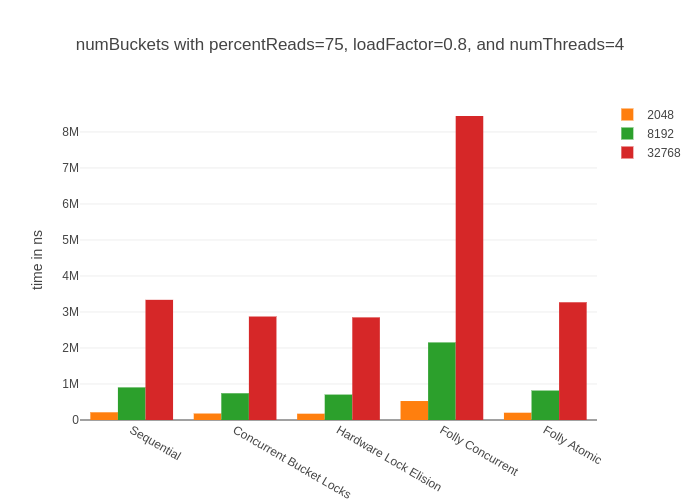 numBuckets with percentReads=75, loadFactor=0.8, and numThreads=4
2048
8192
32768
time in ns
8M
7M
6M
5M
4M
3M
2M
1M
0
Sequential
Concurrent Bucket Locks
Hardware Lock Elision
Folly Concurrent
Folly Atomic